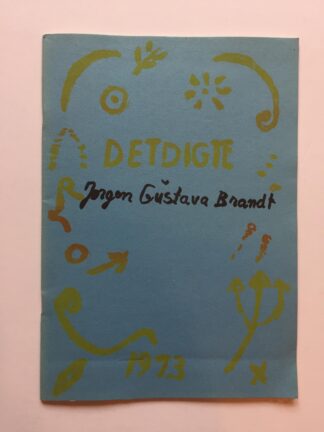 DETDIGTE
Jørgen Gustava Brandt
1973